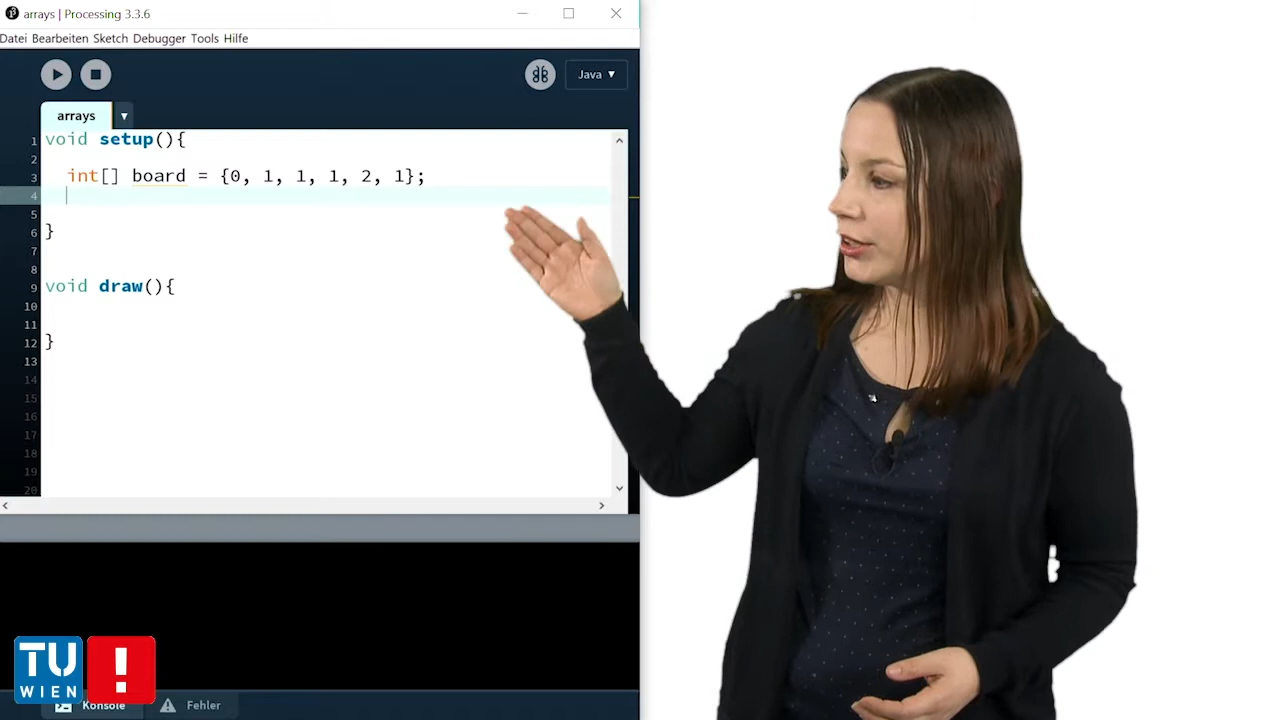 arrays | Processing 3.3.6
Datei Bearbeiten Sketch Debugger Tools Hilfe
Java ▼
arrays ▼
1 void setup(){
2
3 int[] board = {0, 1, 1, 1, 2, 1};
4
5
6 }
7
8
9 void draw(){
10
11
12 }
13
14
15
16
17
18
19
20
TU
WIEN
!
Konsole
Fehler